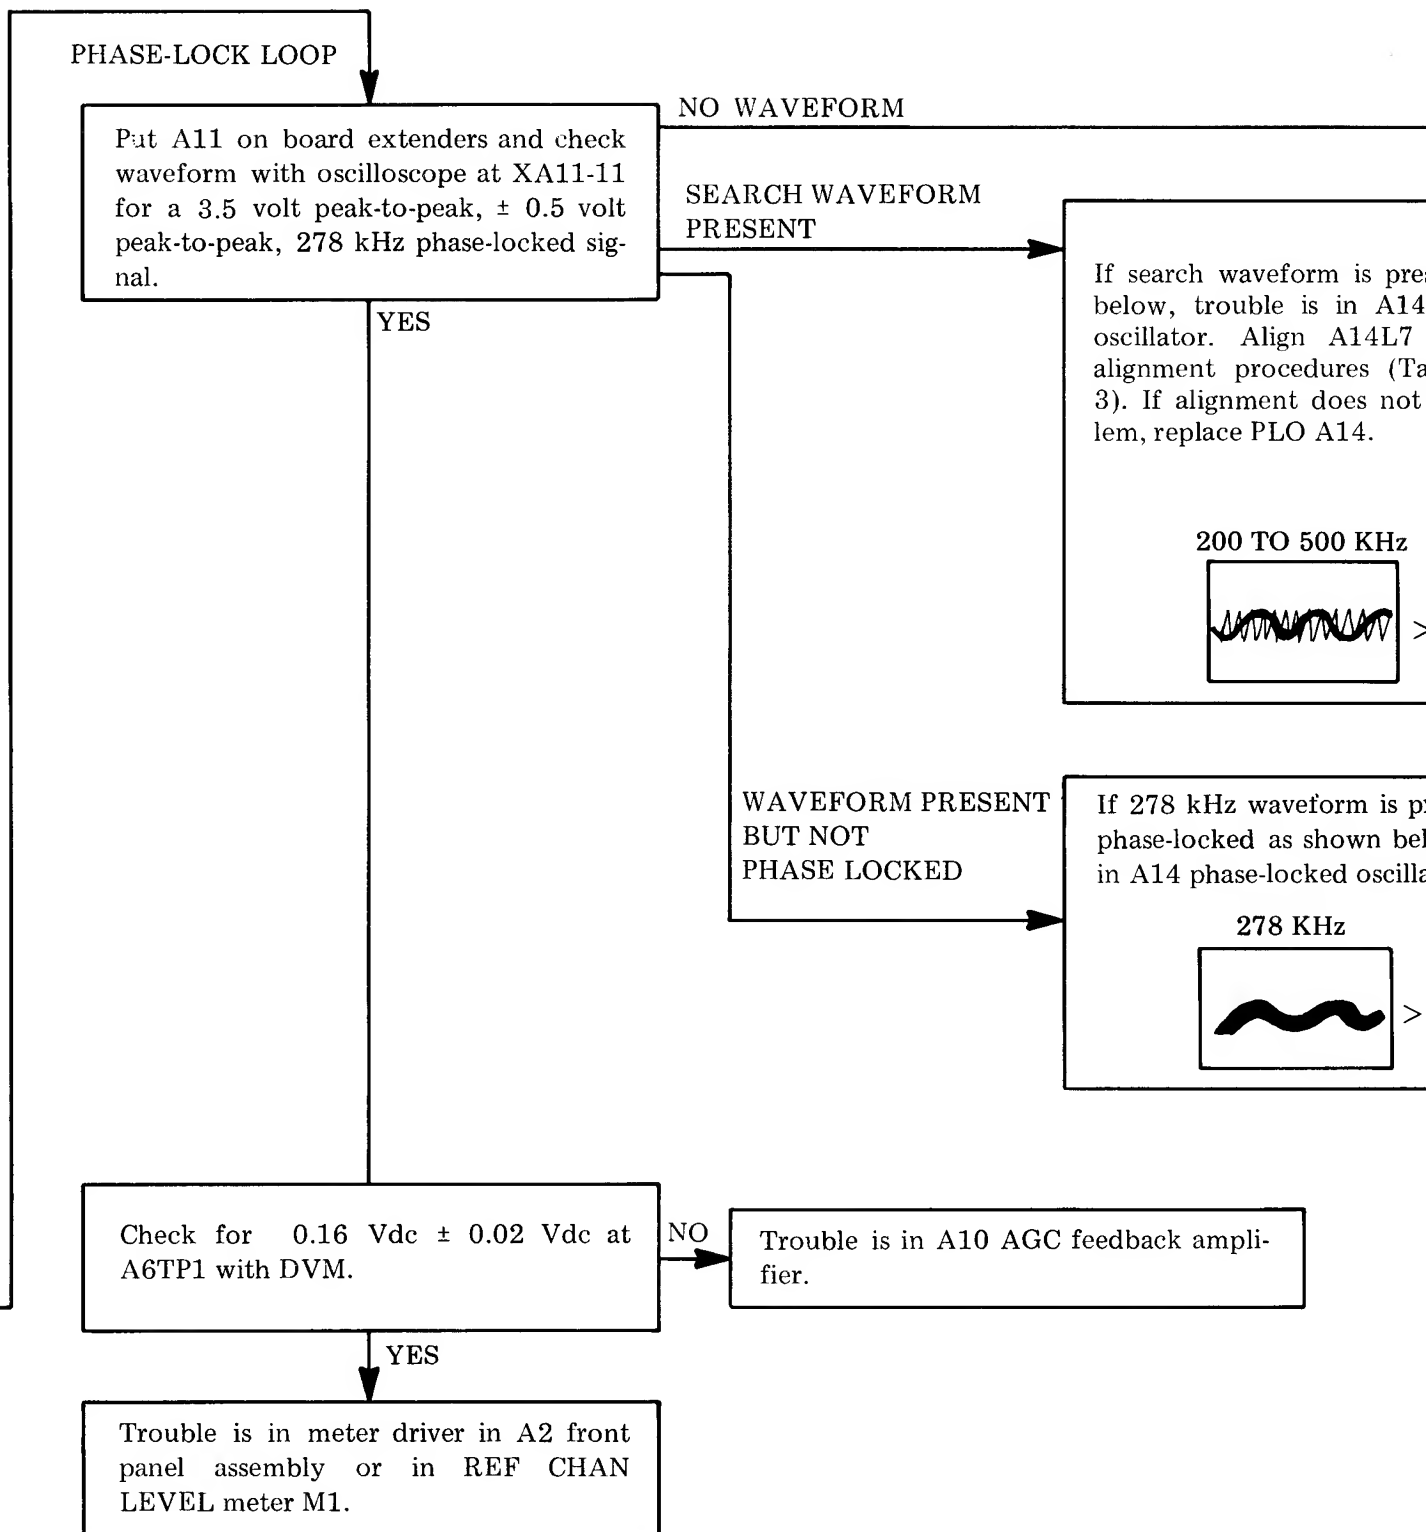 PHASE-LOCK LOOP
Put A11 on board extenders and check
waveform with oscilloscope at XA11-11
for a 3.5 volt peak-to-peak, ± 0.5 volt
peak-to-peak, 278 kHz phase-locked sig-
nal.
NO WAVEFORM
SEARCH WAVEFORM
PRESENT
YES
If search waveform is pre
below, trouble is in A14
oscillator. Align A14L7
alignment procedures (Ta
3). If alignment does not
lem, replace PLO A14.
200 TO 500 KHz
>
WAVEFORM PRESENT
BUT NOT
PHASE LOCKED
If 278 kHz waveform is p
phase-locked as shown bel
in A14 phase-locked oscilla
278 KHz
>
Check for 0.16 Vdc ± 0.02 Vdc at
A6TP1 with DVM.
NO
Trouble is in A10 AGC feedback ampli-
fier.
YES
Trouble is in meter driver in A2 front
panel assembly or in REF CHAN
LEVEL meter M1.